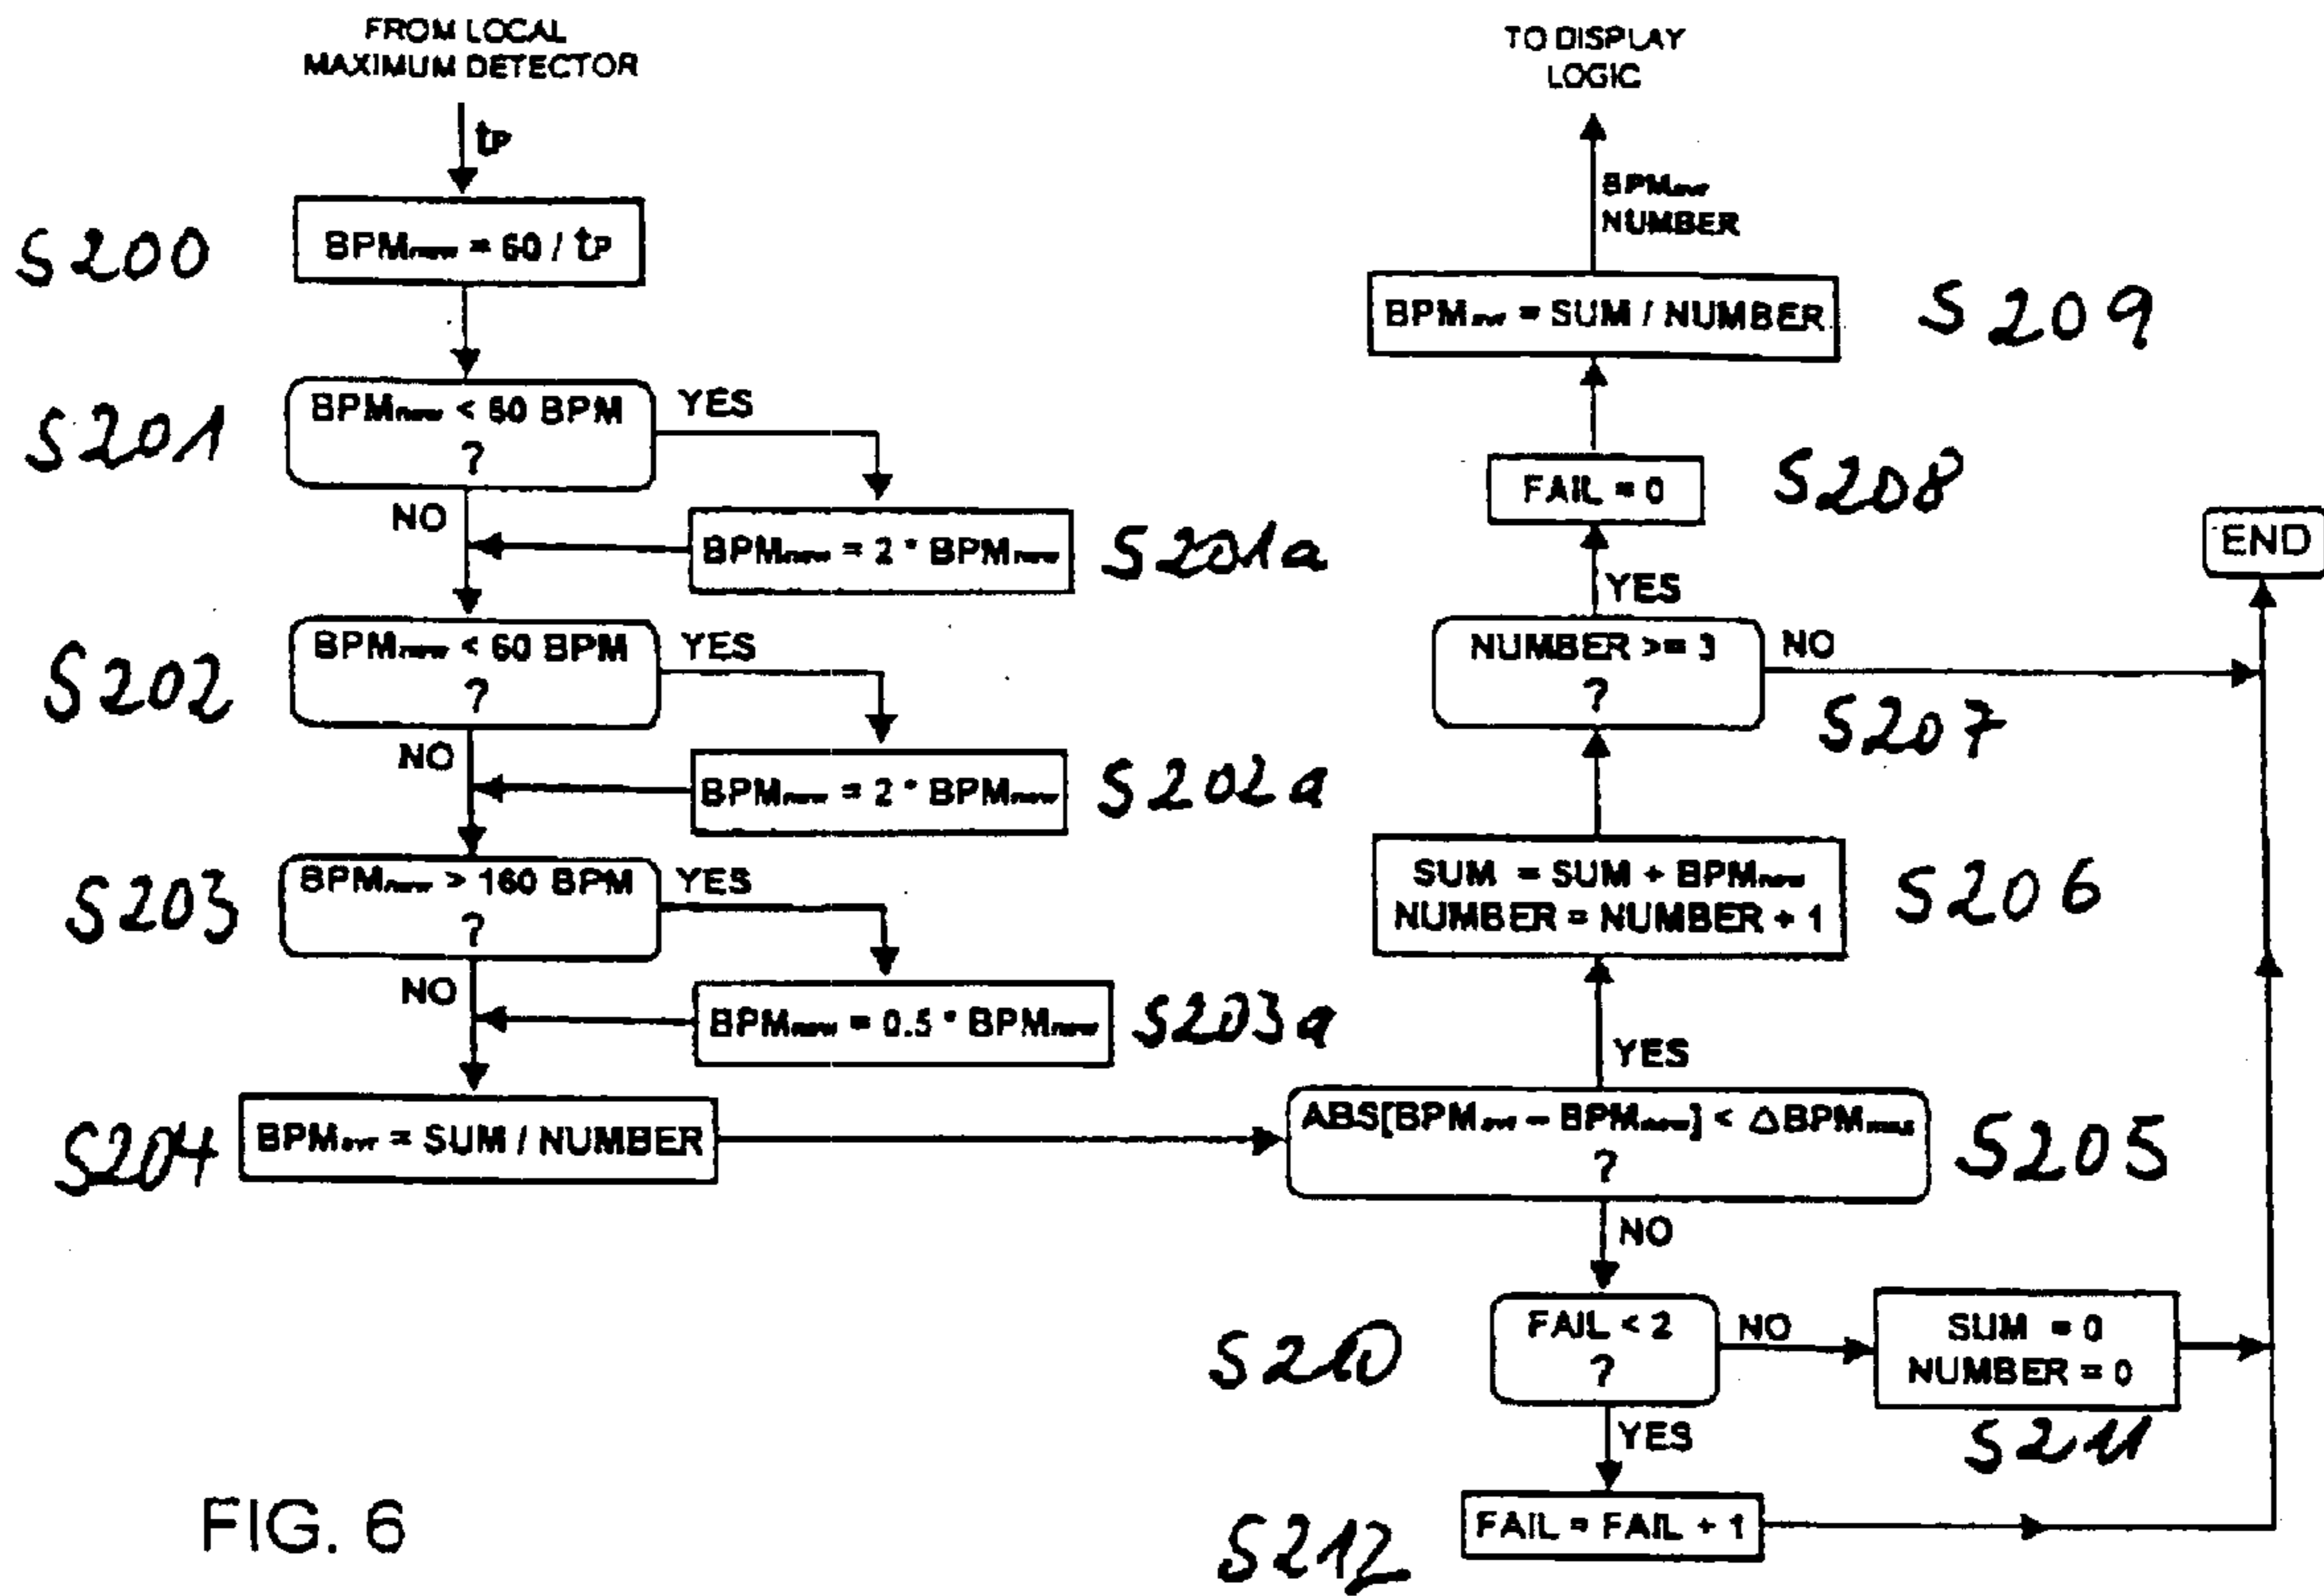 FROM LOCAL
MAXIMUM DETECTOR
tP
S200
BPMnew = 60 / tP
S201
BPMnew < 60 BPM
?
YES
NO
BPMnew = 2 * BPMnew
S201a
S202
BPMnew < 60 BPM
?
YES
NO
BPMnew = 2 * BPMnew
S202a
S203
BPMnew > 160 BPM
?
YES
NO
BPMnew = 0.5 * BPMnew
S203a
S204
BPMavr = SUM / NUMBER
TO DISPLAY
LOGIC
BPMavr
NUMBER
BPMavr = SUM / NUMBER
S209
FAIL = 0
S208
END
YES
NUMBER >= 3
?
NO
S207
SUM = SUM + BPMnew
NUMBER = NUMBER + 1
S206
YES
ABS[BPMavr - BPMnew] < △BPMmax
?
S205
NO
S210
FAIL < 2
?
NO
SUM = 0
NUMBER = 0
S211
YES
S212
FAIL = FAIL + 1
FIG. 6